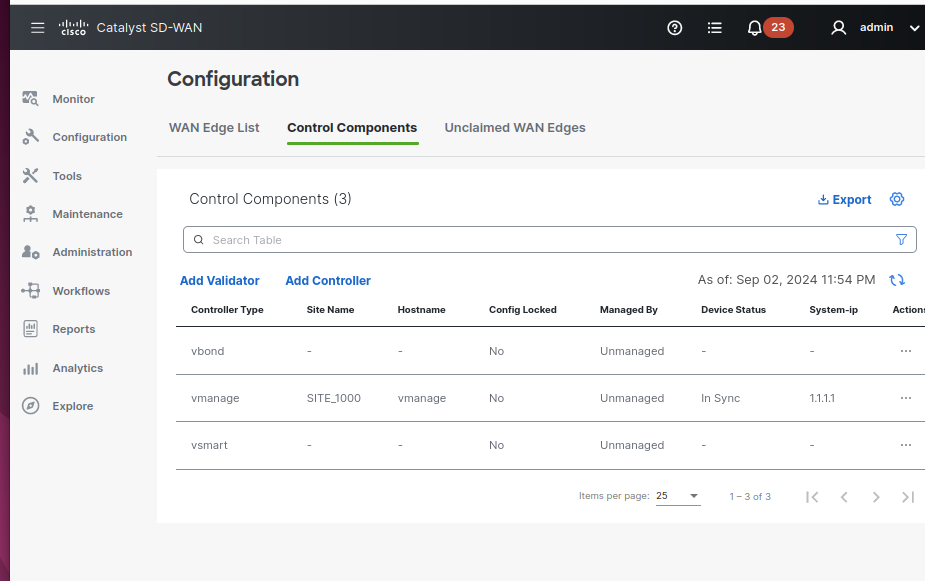 cisco Catalyst SD-WAN 23 admin
Configuration
Monitor
Configuration
Tools
Maintenance
Administration
Workflows
Reports
Analytics
Explore
WAN Edge List Control Components Unclaimed WAN Edges
Control Components (3) Export
Search Table
Add Validator Add Controller As of: Sep 02, 2024 11:54 PM
Controller Type Site Name Hostname Config Locked Managed By Device Status System-ip Actions
vbond - - No Unmanaged - - ...
vmanage SITE_1000 vmanage No Unmanaged In Sync 1.1.1.1 ...
vsmart - - No Unmanaged - - ...
Items per page: 25 1 – 3 of 3